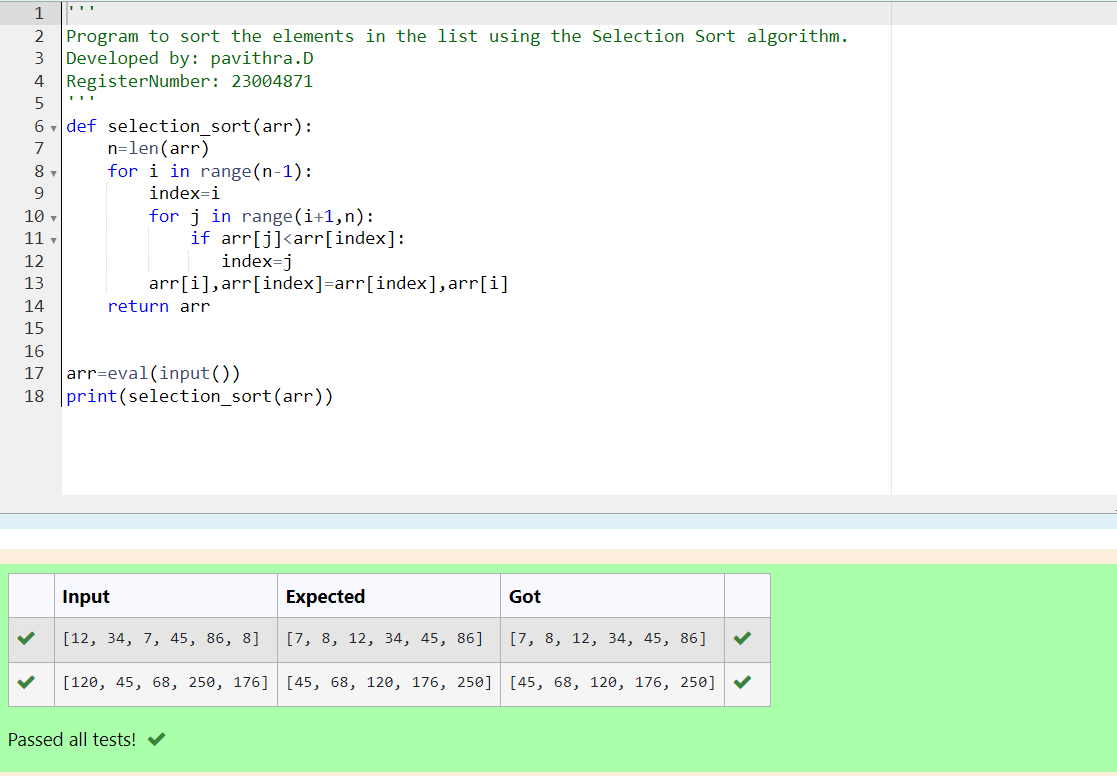 1 '''
2 Program to sort the elements in the list using the Selection Sort algorithm.
3 Developed by: pavithra.D
4 RegisterNumber: 23004871
5 '''
6 def selection_sort(arr):
7     n=len(arr)
8     for i in range(n-1):
9         index=i
10         for j in range(i+1,n):
11             if arr[j]<arr[index]:
12                index=j
13         arr[i],arr[index]=arr[index],arr[i]
14     return arr
15
16
17 arr=eval(input())
18 print(selection_sort(arr))
Input Expected Got
[12, 34, 7, 45, 86, 8] [7, 8, 12, 34, 45, 86] [7, 8, 12, 34, 45, 86]
[120, 45, 68, 250, 176] [45, 68, 120, 176, 250] [45, 68, 120, 176, 250]
Passed all tests!